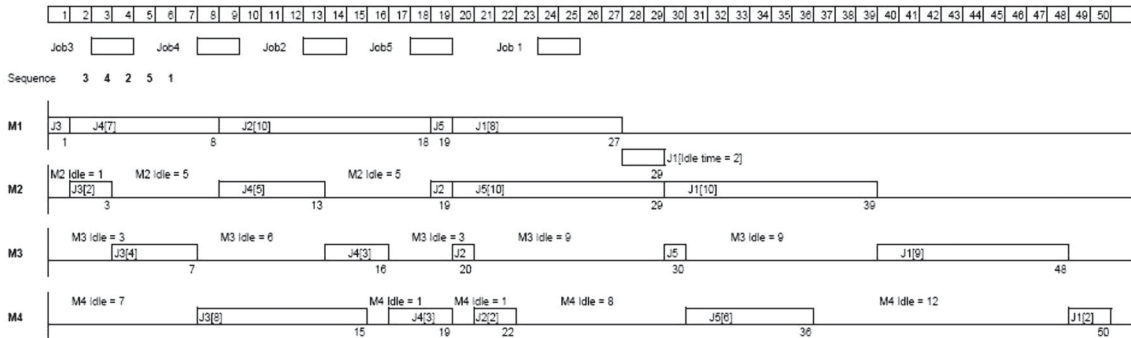 1 2 3 4 5 6 7 8 9 10 11 12 13 14 15 16 17 18 19 20 21 22 23 24 25 26 27 28 29 30 31 32 33 34 35 36 37 38 39 40 41 42 43 44 45 46 47 48 49 50
Job3 Job4 Job2 Job5 Job 1
Sequence 3 4 2 5 1
M1 J3 J4[7] J2[10] J5 J1[8]
1 8 18 19 27
J1[Idle time = 2]
29
M2 Idle = 1 M2 Idle = 5 M2 Idle = 5
M2 J3[2] J4[5] J2 J5[10] J1[10]
3 13 19 29 39
M3 Idle = 3 M3 Idle = 6 M3 Idle = 3 M3 Idle = 9 M3 Idle = 9
M3 J3[4] J4[3] J2 J5 J1[9]
7 16 20 30 48
M4 Idle = 7 M4 Idle = 1 M4 Idle = 1 M4 Idle = 8 M4 Idle = 12
M4 J3[8] J4[3] J2[2] J5[6] J1[2]
15 19 22 36 50